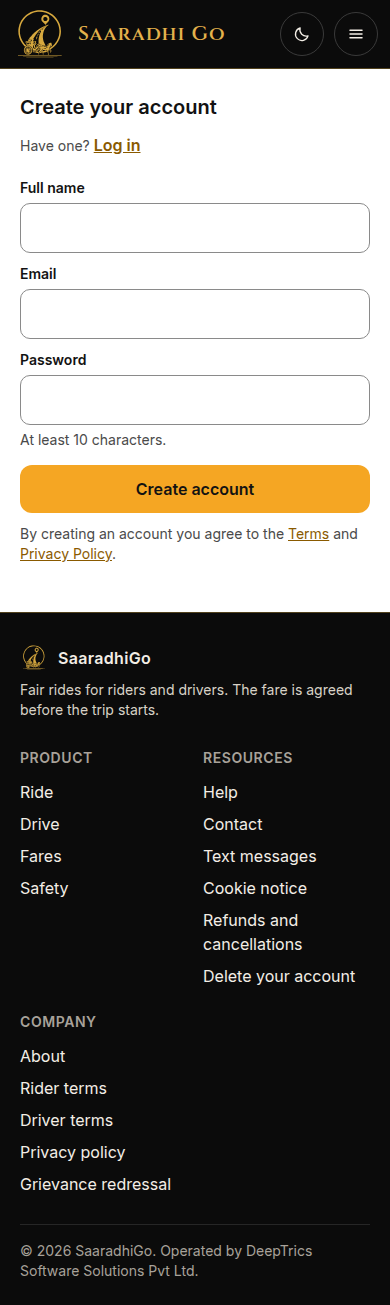 Saaradhi Go
Create your account
Have one? Log in
Full name
Email
Password
At least 10 characters.
Create account
By creating an account you agree to the Terms and
Privacy Policy.
SaaradhiGo
Fair rides for riders and drivers. The fare is agreed
before the trip starts.
PRODUCT
Ride
Drive
Fares
Safety
RESOURCES
Help
Contact
Text messages
Cookie notice
Refunds and
cancellations
Delete your account
COMPANY
About
Rider terms
Driver terms
Privacy policy
Grievance redressal
© 2026 SaaradhiGo. Operated by DeepTrics
Software Solutions Pvt Ltd.